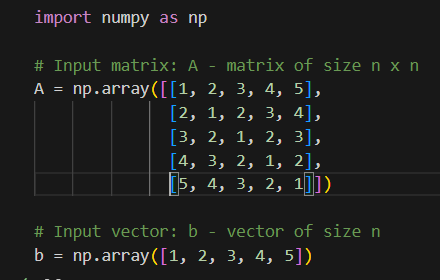 import numpy as np
# Input matrix: A - matrix of size n x n
A = np.array([[1, 2, 3, 4, 5],
[2, 1, 2, 3, 4],
[3, 2, 1, 2, 3],
[4, 3, 2, 1, 2],
[5, 4, 3, 2, 1]])
# Input vector: b - vector of size n
b = np.array([1, 2, 3, 4, 5])